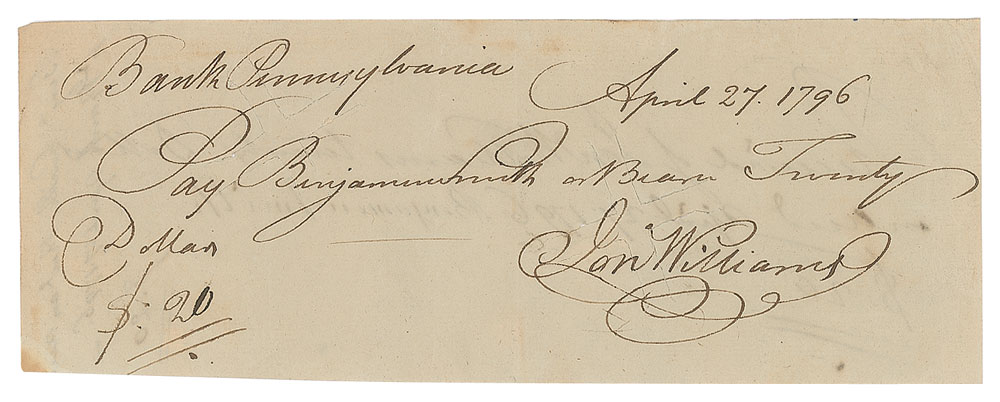 Bank Pennsylvania April 27. 1796
Pay Benjamin Smith or Bearer Twenty
Dollars
$. 20
Jon Williams